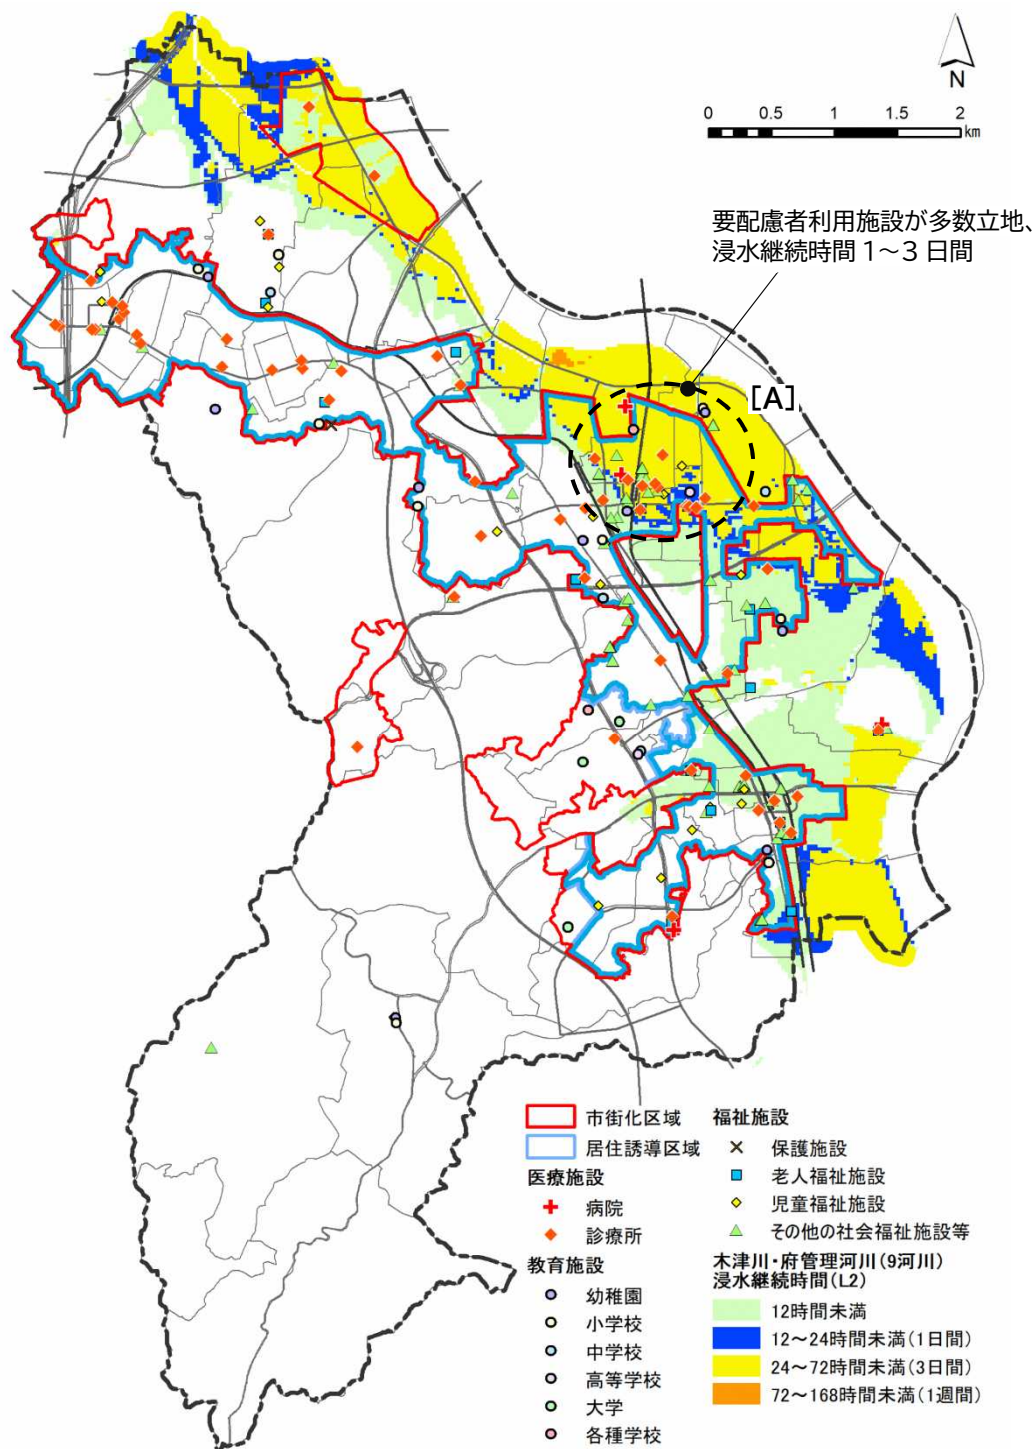 N
0 0.5 1 1.5 2
km
要配慮者利用施設が多数立地、
浸水継続時間 1～3 日間
[A]
市街化区域
居住誘導区域
医療施設
病院
診療所
教育施設
幼稚園
小学校
中学校
高等学校
大学
各種学校
福祉施設
保護施設
老人福祉施設
児童福祉施設
その他の社会福祉施設等
木津川・府管理河川(9河川)
浸水継続時間(L2)
12時間未満
12～24時間未満(1日間)
24～72時間未満(3日間)
72～168時間未満(1週間)